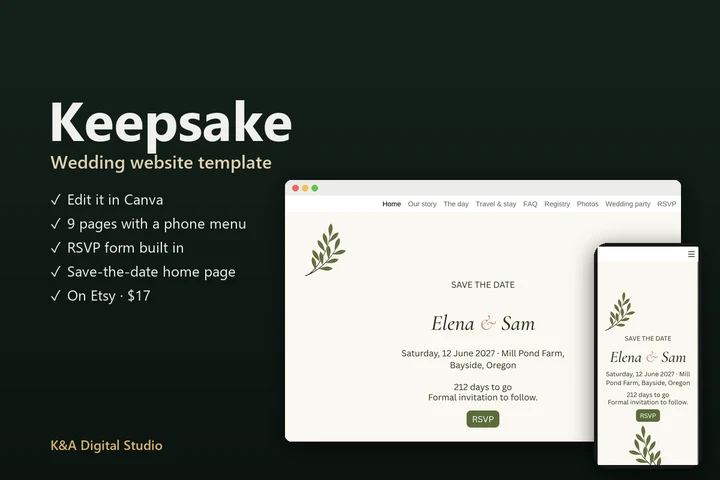 Keepsake
Wedding website template
✓ Edit it in Canva
✓ 9 pages with a phone menu
✓ RSVP form built in
✓ Save-the-date home page
✓ On Etsy · $17
K&A Digital Studio
Home Our story The day Travel & stay FAQ Registry Photos Wedding party RSVP
SAVE THE DATE
Elena & Sam
Saturday, 12 June 2027 · Mill Pond Farm,
Bayside, Oregon
212 days to go
Formal invitation to follow.
RSVP
SAVE THE DATE
Elena & Sam
Saturday, 12 June 2027 · Mill
Pond Farm, Bayside, Oregon
212 days to go
Formal invitation to follow.
RSVP